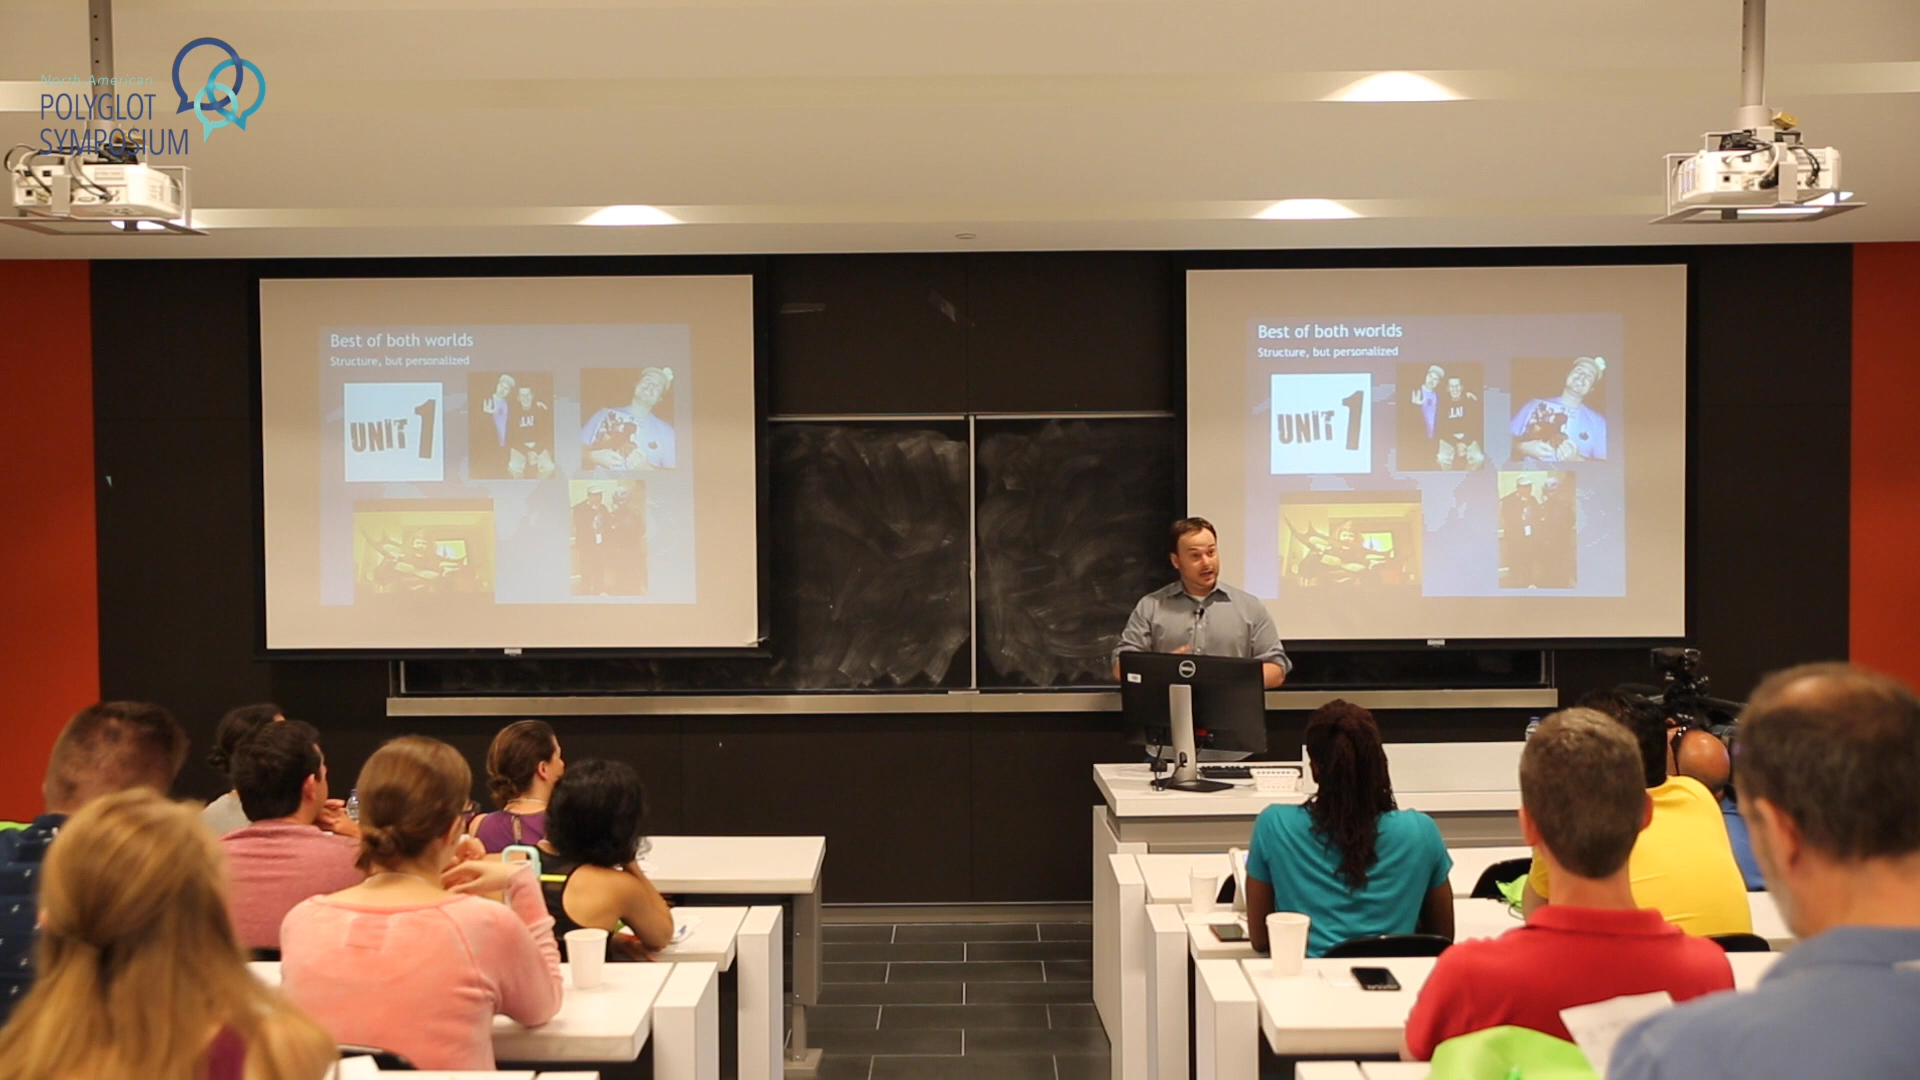 North American
POLYGLOT
SYMPOSIUM
Best of both worlds
Structure, but personalized
UNIT 1
Best of both worlds
Structure, but personalized
UNIT 1
DELL